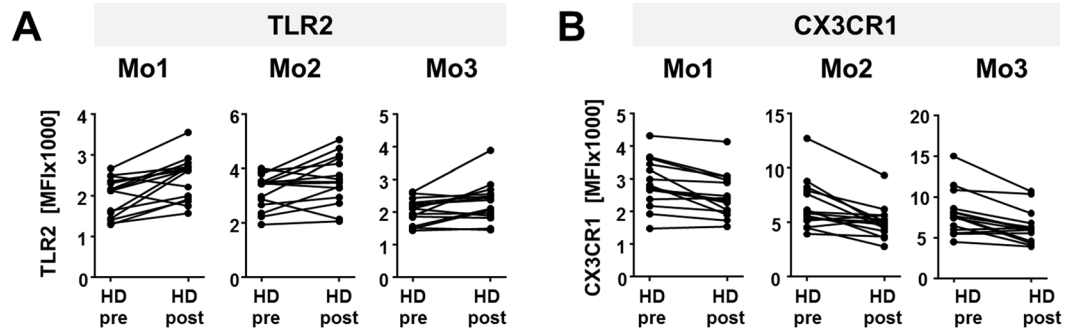 A
TLR2
Mo1
Mo2
Mo3
TLR2 [MFIx1000]
4
3
2
1
0
HD pre
HD post
6
4
2
0
HD pre
HD post
5
4
3
2
1
0
HD pre
HD post
B
CX3CR1
Mo1
Mo2
Mo3
CX3CR1 [MFIx1000]
5
4
3
2
1
0
HD pre
HD post
15
10
5
0
HD pre
HD post
20
15
10
5
0
HD pre
HD post